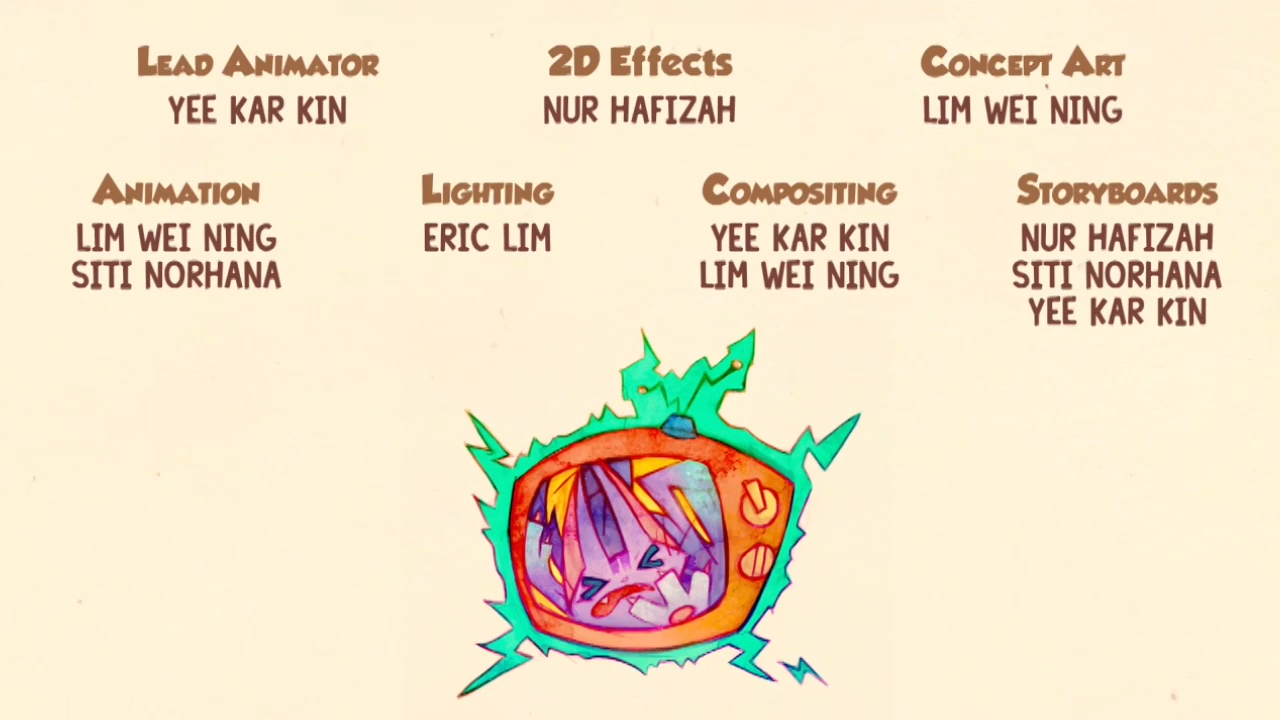 Lead Animator
YEE KAR KIN
2D Effects
NUR HAFIZAH
Concept Art
LIM WEI NING
Animation
LIM WEI NING
SITI NORHANA
Lighting
ERIC LIM
Compositing
YEE KAR KIN
LIM WEI NING
Storyboards
NUR HAFIZAH
SITI NORHANA
YEE KAR KIN